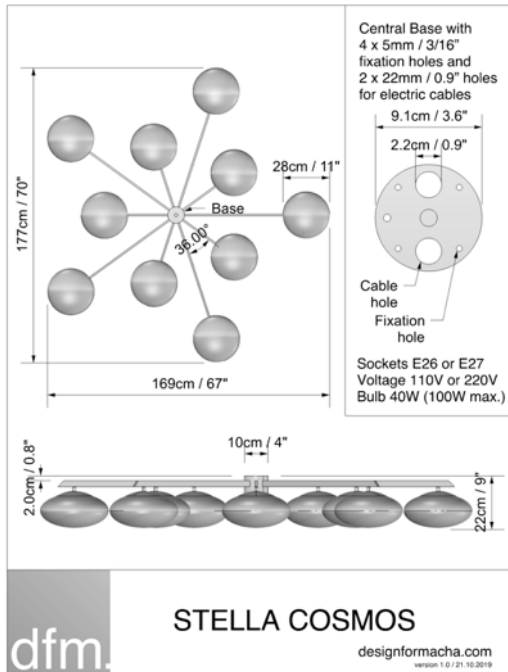 177cm / 70"
28cm / 11"
Base
36.00°
169cm / 67"
Central Base with
4 x 5mm / 3/16"
fixation holes and
2 x 22mm / 0.9" holes
for electric cables
9.1cm / 3.6"
2.2cm / 0.9"
Cable
hole
Fixation
hole
Sockets E26 or E27
Voltage 110V or 220V
Bulb 40W (100W max.)
10cm / 4"
2.0cm / 0.8"
22cm / 9"
dfm.
STELLA COSMOS
designformacha.com
version 1.0 / 21.10.2019